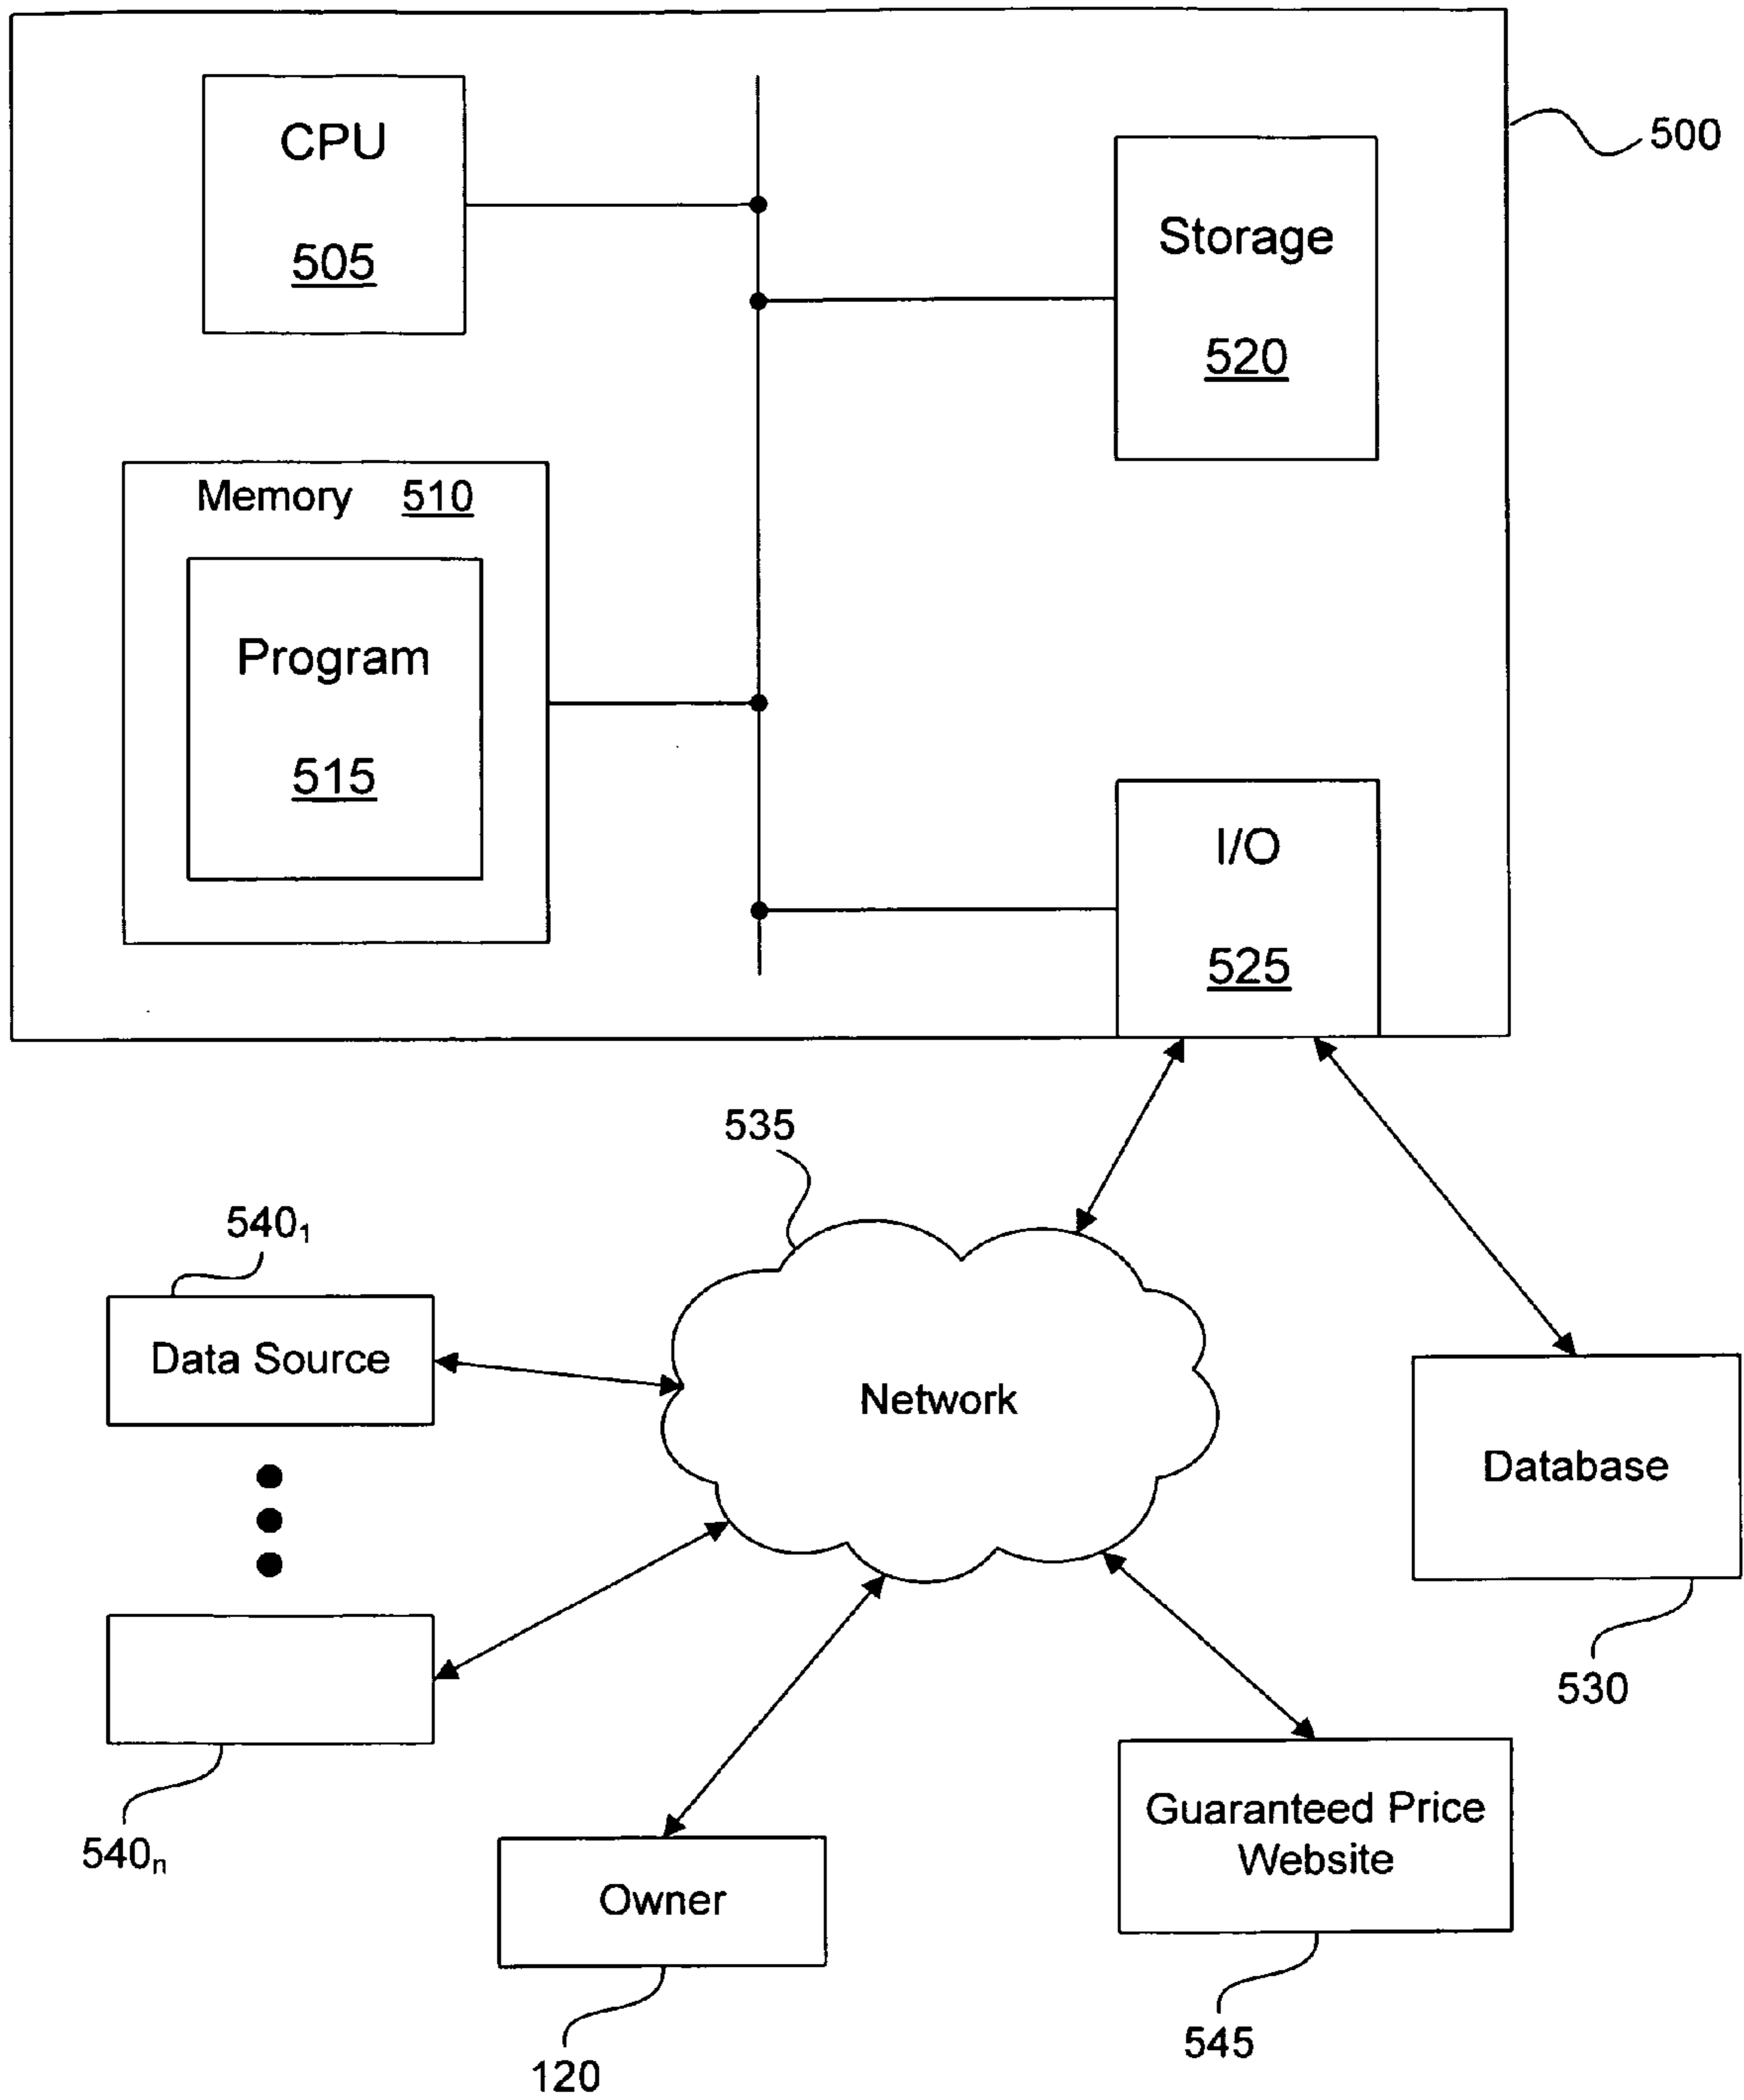 CPU
505
500
Storage
520
Memory 510
Program
515
I/O
525
535
540₁
Data Source
Network
Database
530
540ₙ
Guaranteed Price
Website
545
Owner
120